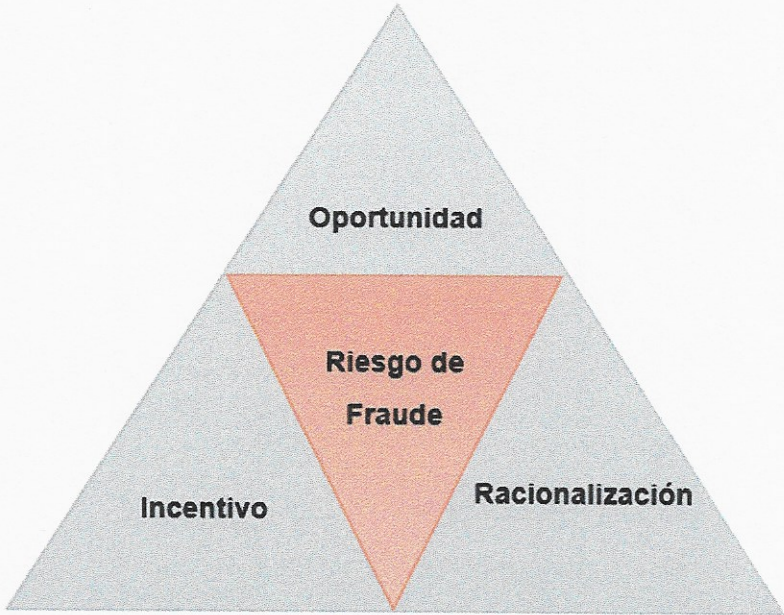 Oportunidad
Riesgo de
Fraude
Incentivo
Racionalización